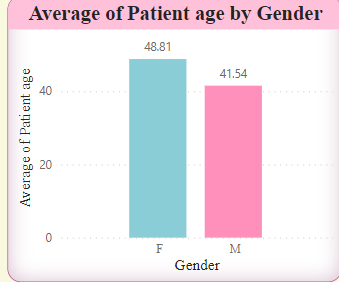 Average of Patient age by Gender
48.81
41.54
40
20
0
Average of Patient age
F
M
Gender